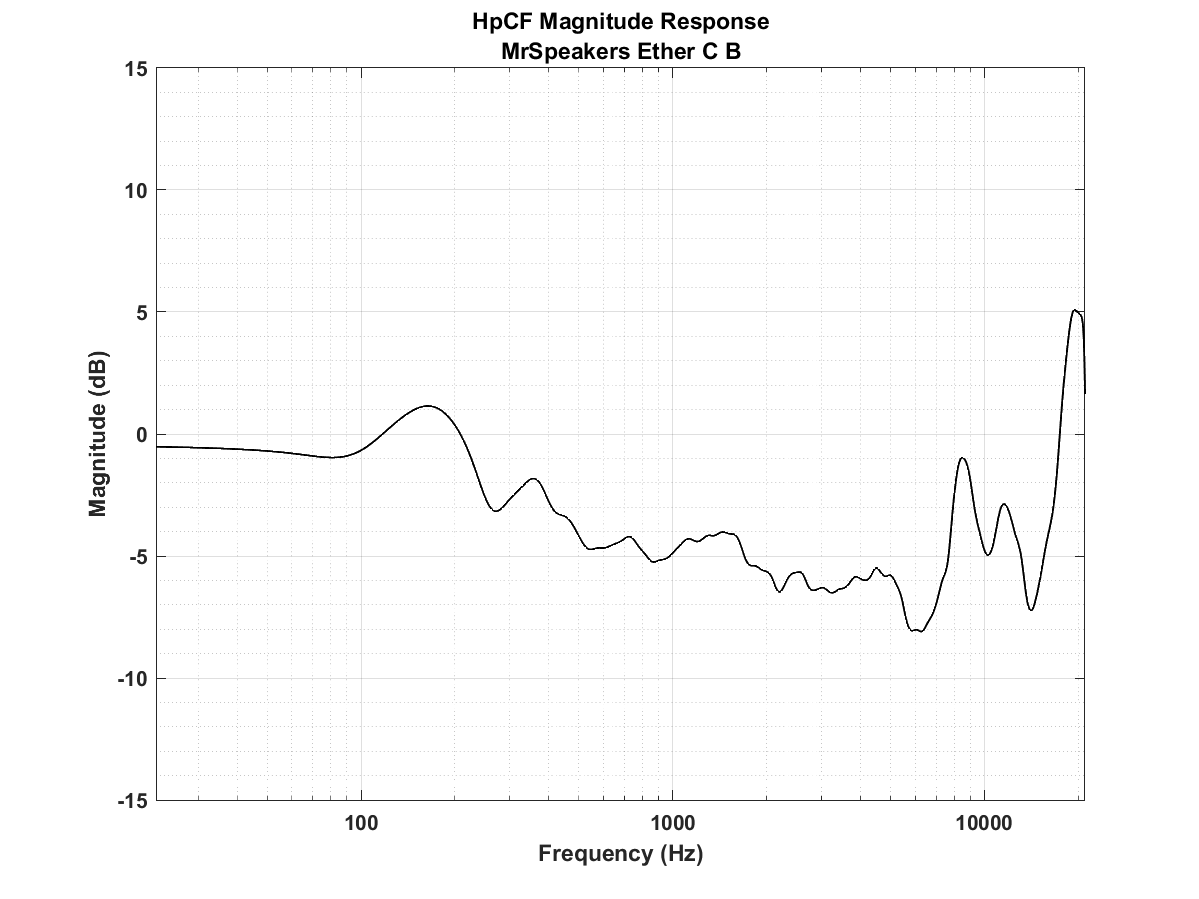 HpCF Magnitude Response
MrSpeakers Ether C B
15
10
5
0
-5
-10
-15
Magnitude (dB)
100 1000 10000
Frequency (Hz)